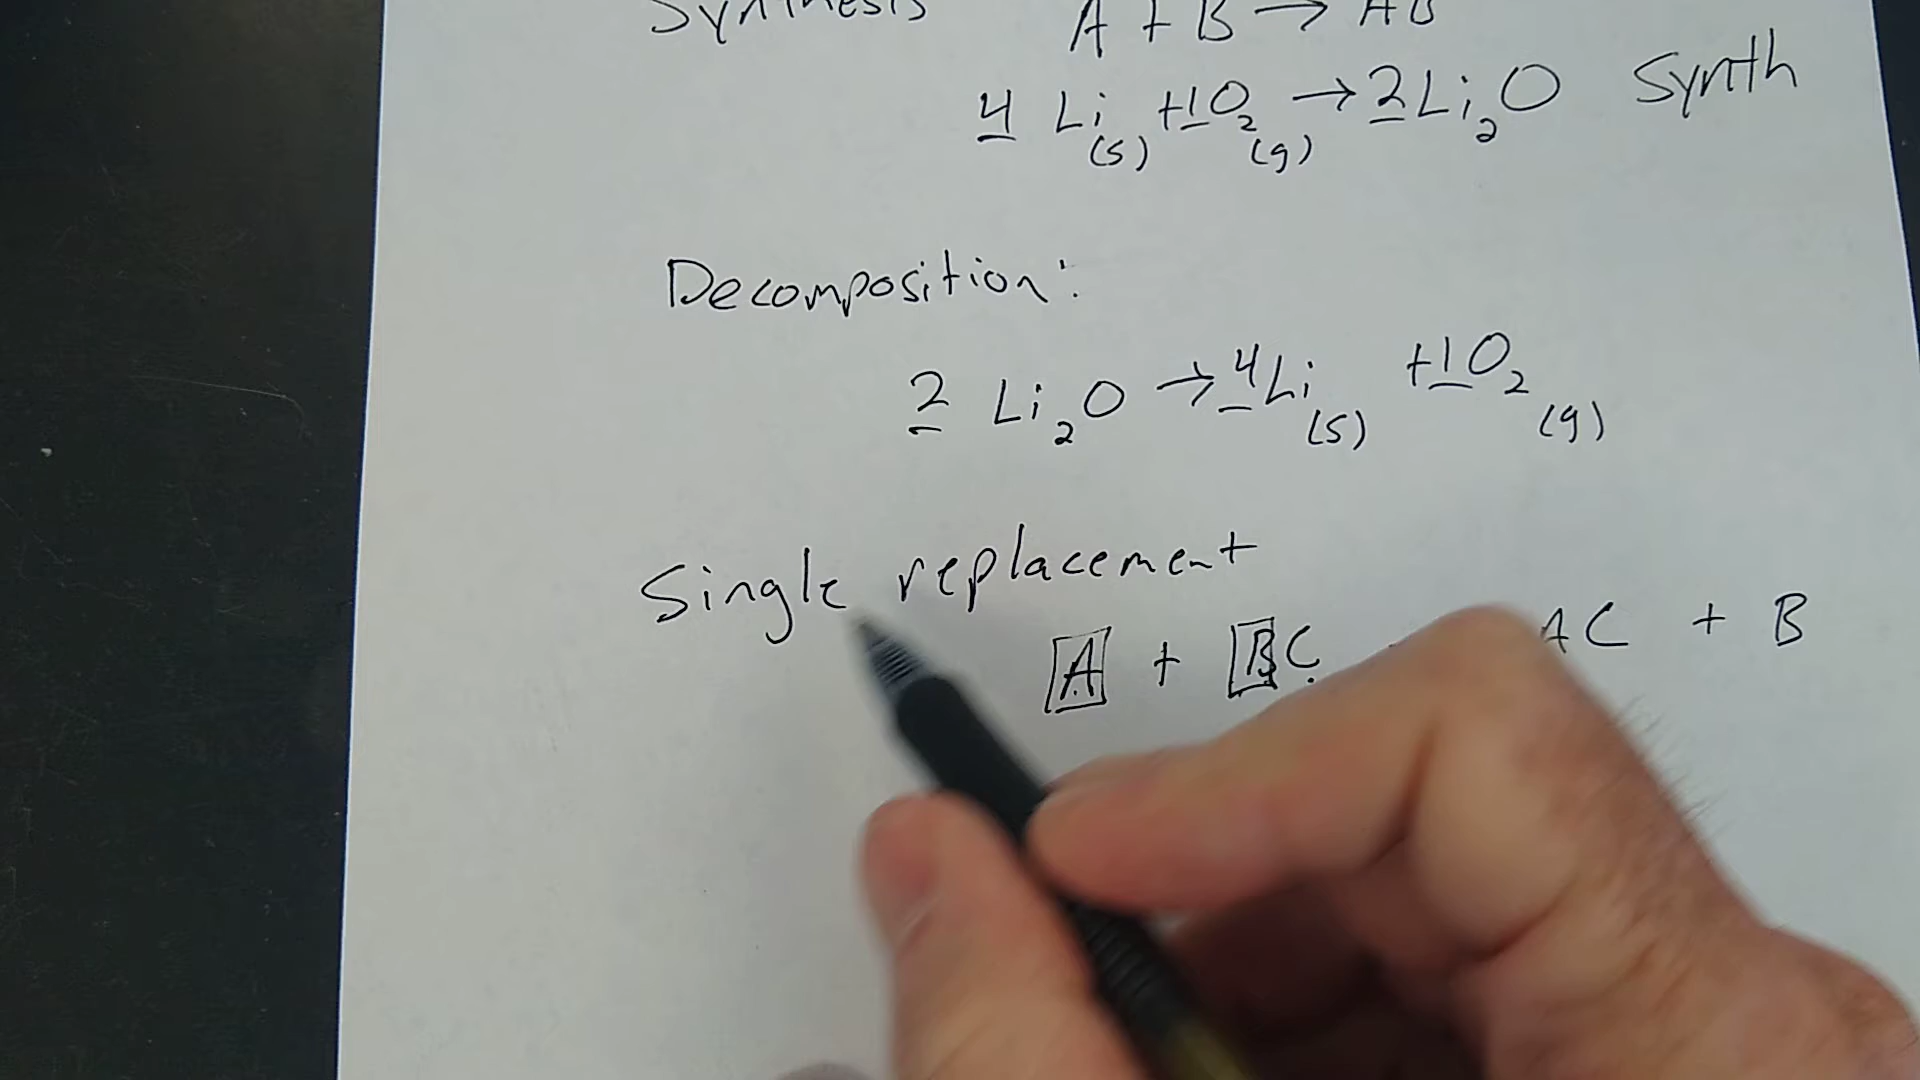 Synthesis A + B → AB
4 Li(s) + 1 O₂(g) → 2 Li₂O Synth
Decomposition:
2 Li₂O → 4 Li(s) + 1 O₂(g)
Single replacement
A + BC AC + B